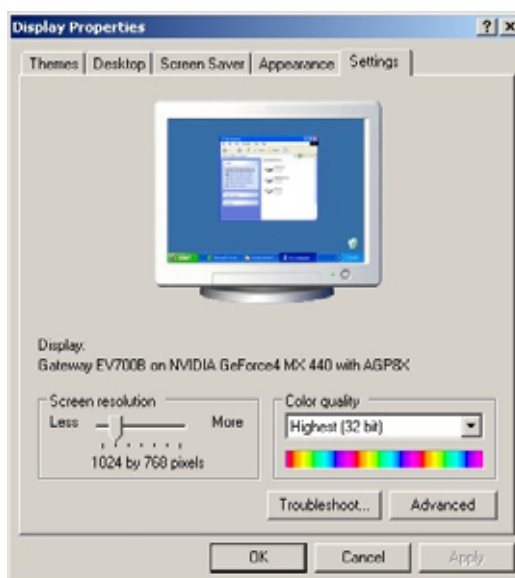 Display Properties
Themes Desktop Screen Saver Appearance Settings
Display:
Gateway EV700B on NVIDIA GeForce4 MX 440 with AGP8X
Screen resolution
Less More
1024 by 768 pixels
Color quality
Highest (32 bit)
Troubleshoot... Advanced
OK Cancel Apply